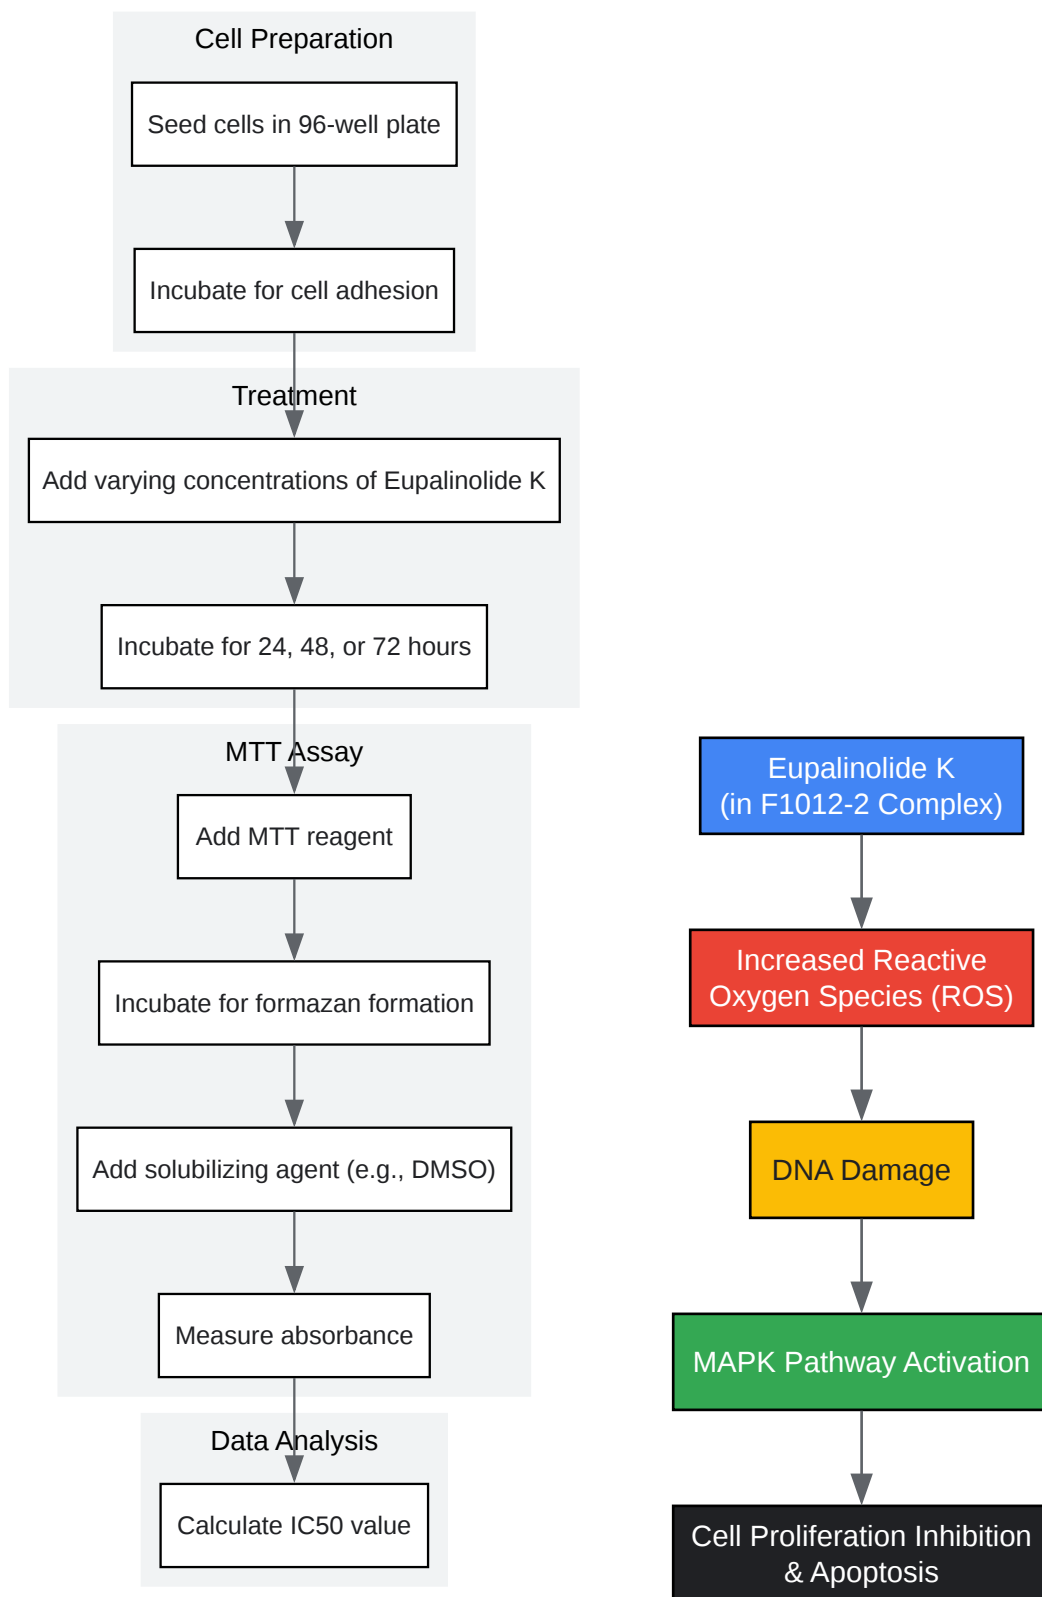 Cell Preparation
Seed cells in 96-well plate
Incubate for cell adhesion
Treatment
Add varying concentrations of Eupalinolide K
Incubate for 24, 48, or 72 hours
MTT Assay
Add MTT reagent
Incubate for formazan formation
Add solubilizing agent (e.g., DMSO)
Measure absorbance
Data Analysis
Calculate IC50 value
Eupalinolide K
(in F1012-2 Complex)
Increased Reactive
Oxygen Species (ROS)
DNA Damage
MAPK Pathway Activation
Cell Proliferation Inhibition
& Apoptosis